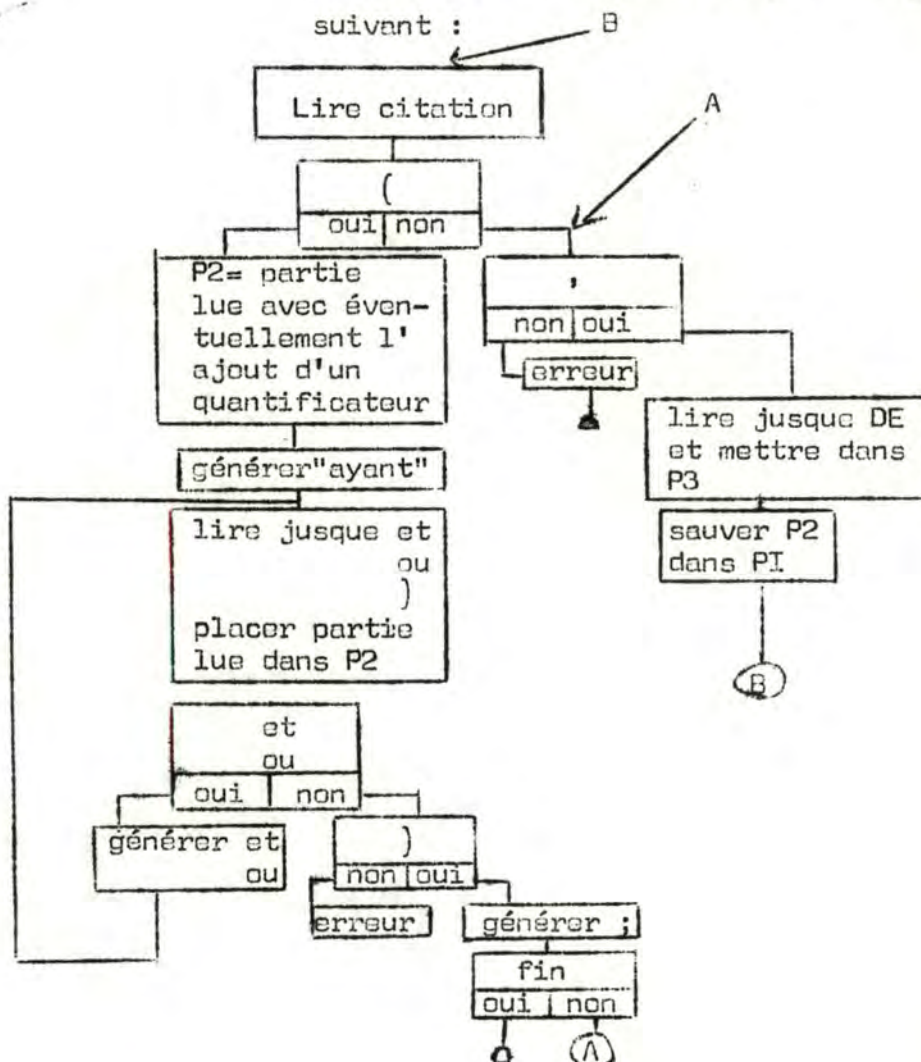 suivant :
B
Lire citation
A
(
oui non
P2= partie
lue avec éven-
tuellement l'
ajout d'un
quantificateur
,
non oui
erreur
lire jusque DE
et mettre dans
P3
générer"ayant"
lire jusque et
ou
)
placer partie
lue dans P2
sauver P2
dans PI
B
et
ou
oui non
générer et
ou
)
non oui
erreur
générer ;
fin
oui non
A